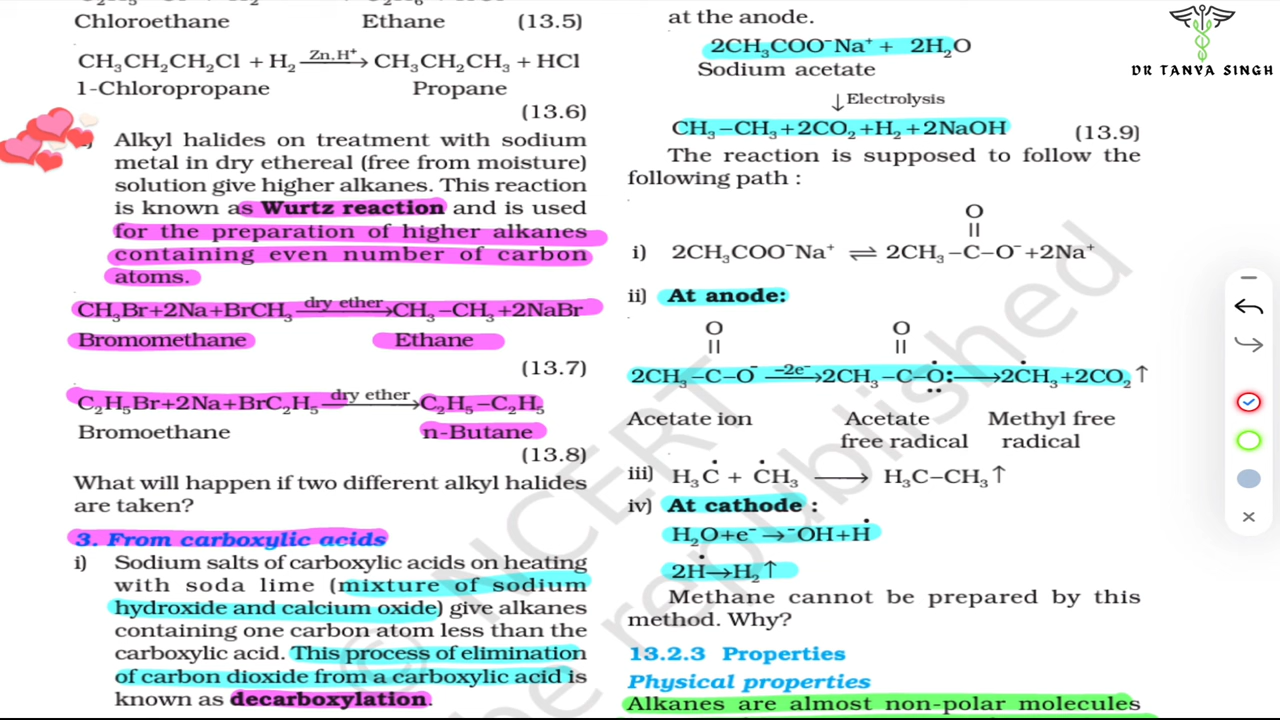 Chloroethane Ethane (13.5)
CH₃CH₂CH₂Cl + H₂ —Zn,H⁺→ CH₃CH₂CH₃ + HCl
1-Chloropropane Propane
(13.6)
Alkyl halides on treatment with sodium
metal in dry ethereal (free from moisture)
solution give higher alkanes. This reaction
is known as Wurtz reaction and is used
for the preparation of higher alkanes
containing even number of carbon
atoms.
CH₃Br+2Na+BrCH₃ —dry ether→ CH₃−CH₃+2NaBr
Bromomethane Ethane
(13.7)
C₂H₅Br+2Na+BrC₂H₅ —dry ether→ C₂H₅−C₂H₅
Bromoethane n-Butane
(13.8)
What will happen if two different alkyl halides
are taken?
3. From carboxylic acids
i) Sodium salts of carboxylic acids on heating
with soda lime (mixture of sodium
hydroxide and calcium oxide) give alkanes
containing one carbon atom less than the
carboxylic acid. This process of elimination
of carbon dioxide from a carboxylic acid is
known as decarboxylation.
at the anode.
2CH₃COO⁻Na⁺ + 2H₂O
Sodium acetate
↓Electrolysis
CH₃−CH₃+2CO₂+H₂+2NaOH (13.9)
The reaction is supposed to follow the
following path :
O
||
i) 2CH₃COO⁻Na⁺ ⇌ 2CH₃−C−O⁻+2Na⁺
ii) At anode:
O O
|| ||
2CH₃−C−O⁻ —−2e⁻→ 2CH₃−C−Ȯ: → 2ĊH₃+2CO₂↑
Acetate ion Acetate Methyl free
free radical radical
iii) H₃Ċ + ĊH₃ → H₃C−CH₃↑
iv) At cathode :
H₂O+e⁻→⁻OH+Ḣ
2Ḣ→H₂↑
Methane cannot be prepared by this
method. Why?
13.2.3 Properties
Physical properties
Alkanes are almost non-polar molecules
DR TANYA SINGH
© NCERT
be republished